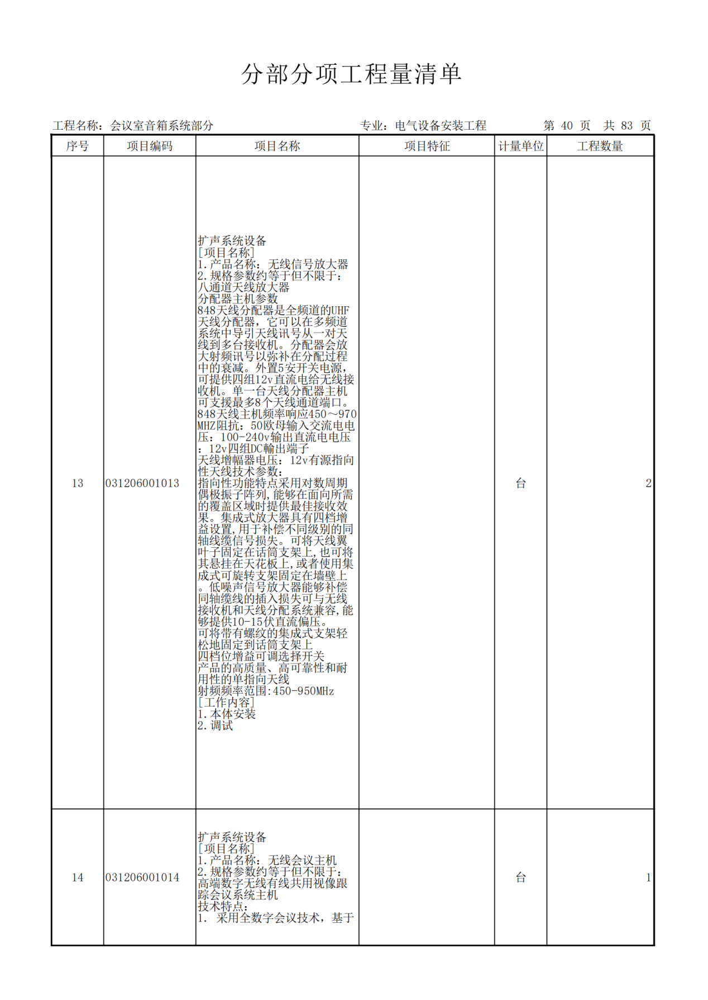 分部分项工程量清单
工程名称：会议室音箱系统部分 专业：电气设备安装工程 第 40 页 共 83 页
序号 项目编码 项目名称 项目特征 计量单位 工程数量
扩声系统设备
[项目名称]
1.产品名称：无线信号放大器
2.规格参数约等于但不限于：
八通道天线放大器
分配器主机参数
848天线分配器是全频道的UHF
天线分配器，它可以在多频道
系统中导引天线讯号从一对天
线到多台接收机。分配器会放
大射频讯号以弥补在分配过程
中的衰减。外置5安开关电源，
可提供四组12v直流电给无线接
收机。单一台天线分配器主机
可支援最多8个天线通道端口。
848天线主机频率响应450～970
MHZ阻抗：50欧母输入交流电电
压：100-240v输出直流电电压
：12v四组DC輸出端子
天线增幅器电压：12v有源指向
性天线技术参数：
13 031206001013 指向性功能特点采用对数周期 台 2
偶极振子阵列,能够在面向所需
的覆盖区域时提供最佳接收效
果。集成式放大器具有四档增
益设置,用于补偿不同级别的同
轴线缆信号损失。可将天线翼
叶子固定在话筒支架上,也可将
其悬挂在天花板上,或者使用集
成式可旋转支架固定在墙壁上
。低噪声信号放大器能够补偿
同轴缆线的插入损失可与无线
接收机和天线分配系统兼容,能
够提供10-15伏直流偏压。
可将带有螺纹的集成式支架轻
松地固定到话筒支架上
四档位增益可调选择开关
产品的高质量、高可靠性和耐
用性的单指向天线
射频频率范围:450-950MHz
[工作内容]
1.本体安装
2.调试
扩声系统设备
[项目名称]
1.产品名称：无线会议主机
2.规格参数约等于但不限于：
14 031206001014 高端数字无线有线共用视像跟 台 1
踪会议系统主机
技术特点：
1. 采用全数字会议技术，基于